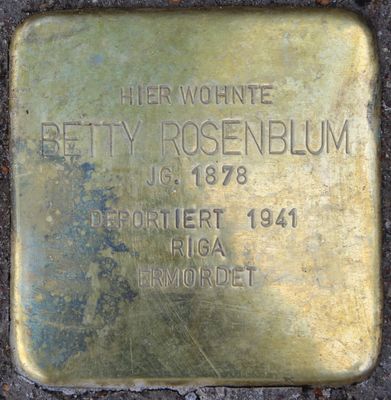 HIER WOHNTE
BETTY ROSENBLUM
JG. 1878
DEPORTIERT 1941
RIGA
ERMORDET